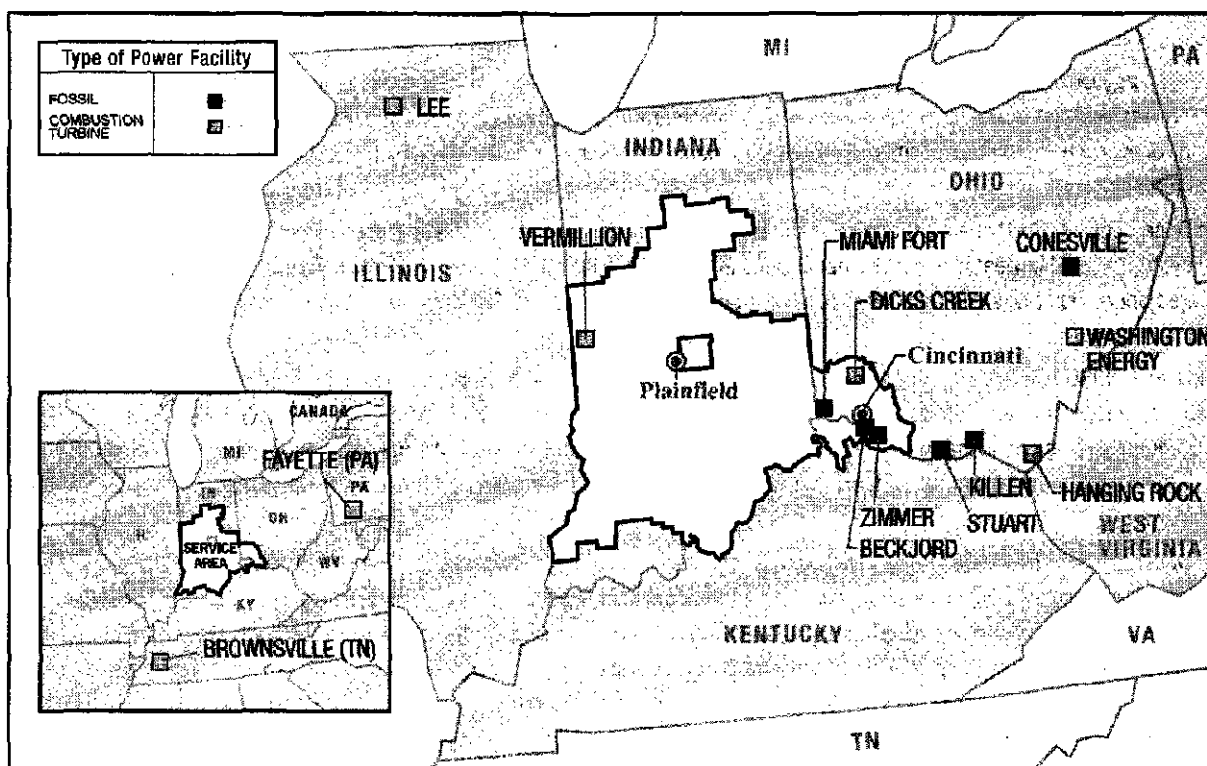 Type of Power Facility
FOSSIL
COMBUSTION
TURBINE
MI
PA
LEE
INDIANA
OHIO
VERMILLION
MIAMI FORT
CONESVILLE
ILLINOIS
DICKS CREEK
WASHINGTON
ENERGY
Cincinnati
Plainfield
CANADA
MI
FAYETTE (PA)
PA
IN
OH
IL
SERVICE
AREA
WV
KY
BROWNSVILLE (TN)
KILLEN
HANGING ROCK
ZIMMER
STUART
WEST
VIRGINIA
BECKJORD
KENTUCKY
VA
TN